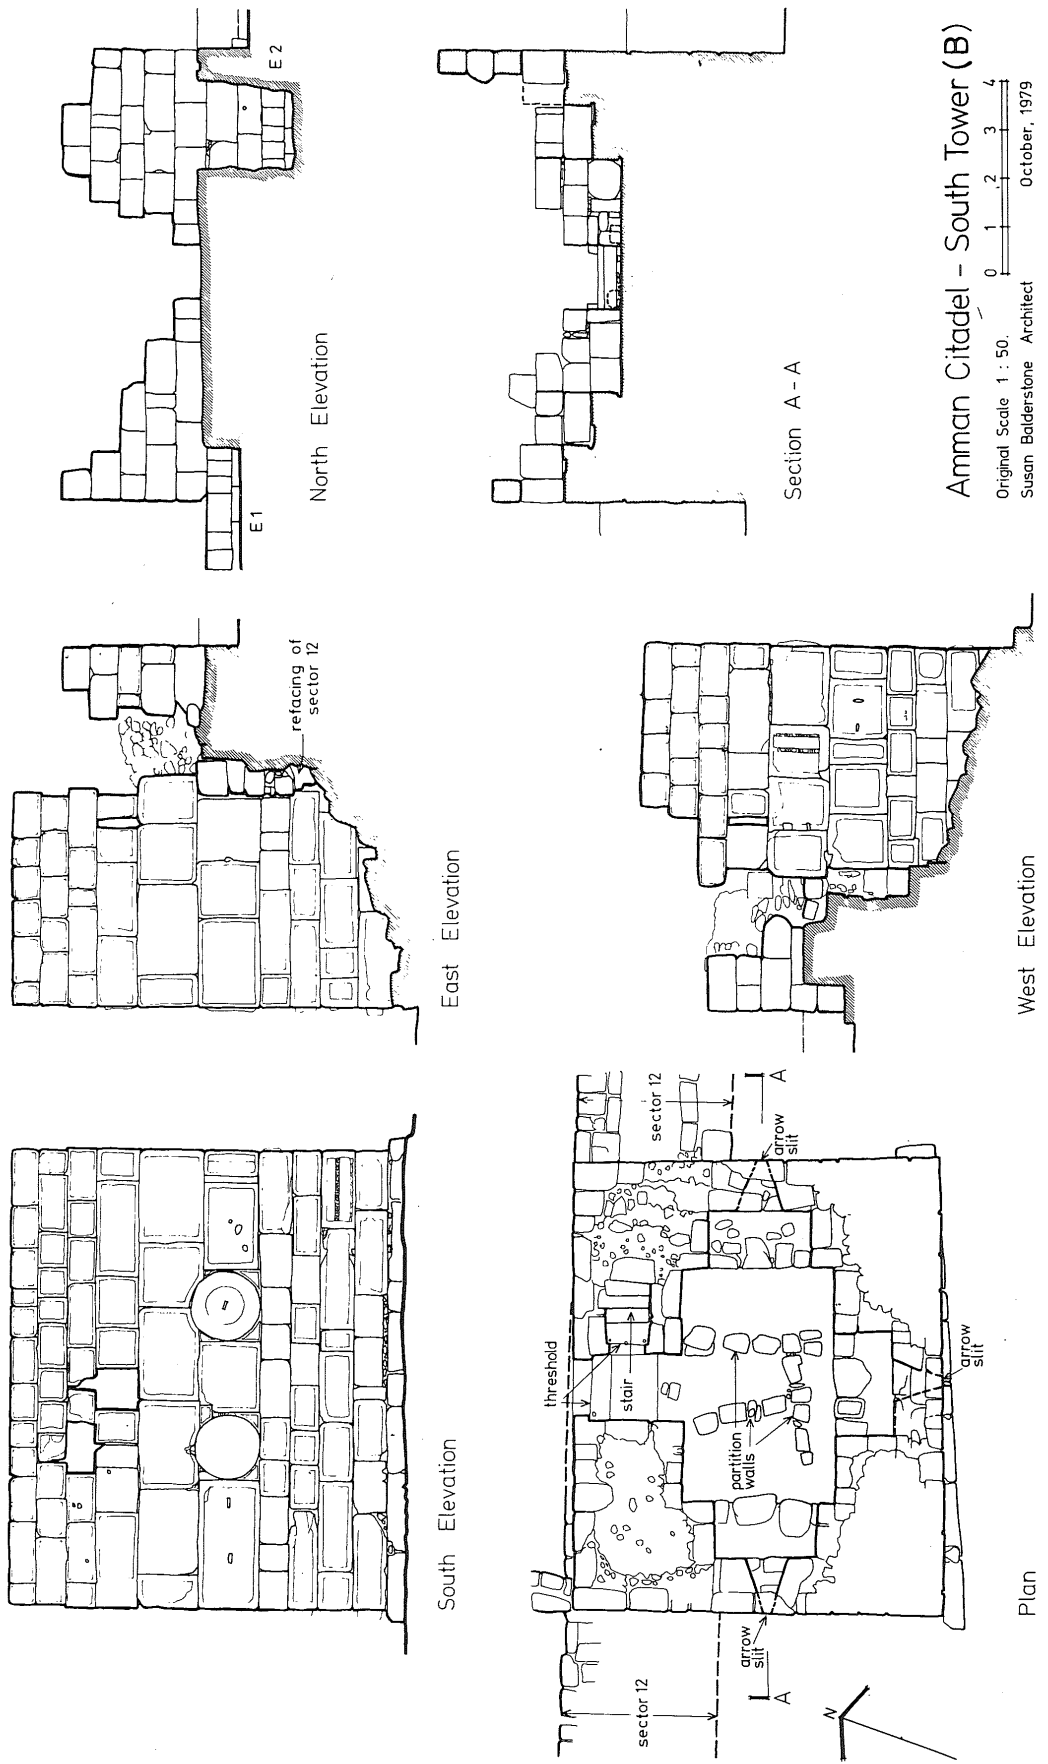 South Elevation
East Elevation
refacing of
sector 12
North Elevation
E1
E2
Plan
sector 12
sector 12
A
A
arrow
slit
arrow
slit
arrow
slit
threshold
stair
partition
walls
N
West Elevation
Section A - A
Amman Citadel - South Tower (B)
Original Scale 1 : 50.
0 1 2 3 4
Susan Balderstone Architect October, 1979